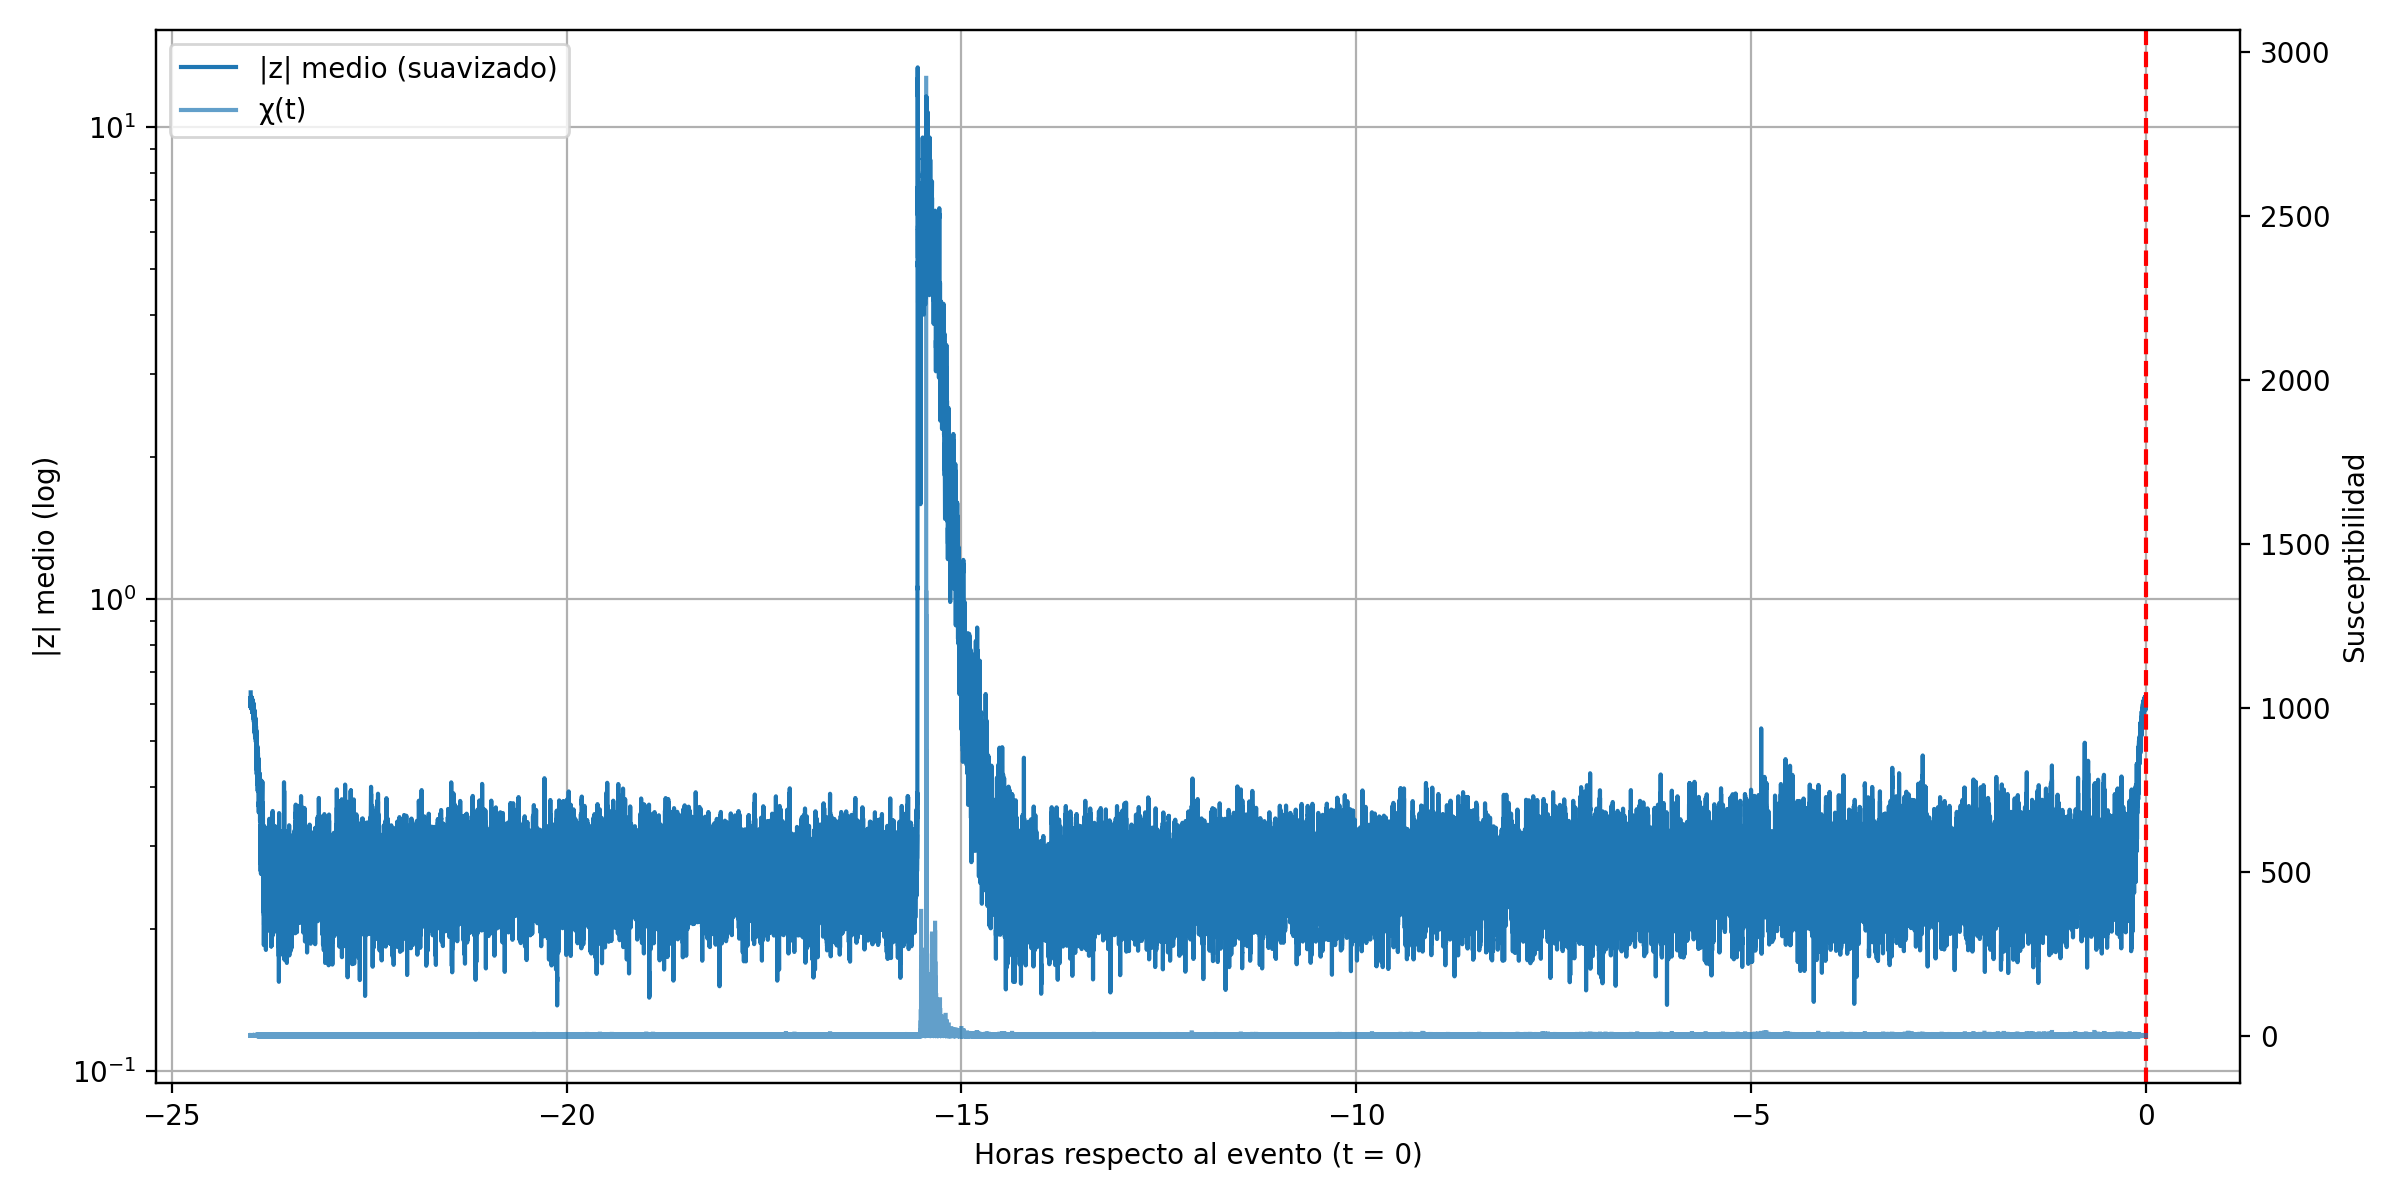 |z| medio (suavizado)
χ(t)
10¹
10⁰
10⁻¹
|z| medio (log)
3000
2500
2000
1500
1000
500
0
Susceptibilidad
−25 −20 −15 −10 −5 0
Horas respecto al evento (t = 0)